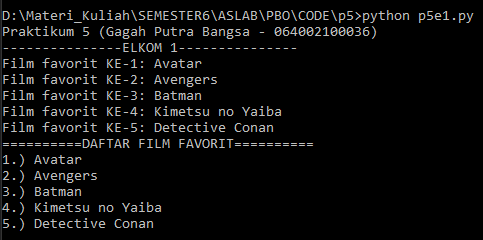 D:\Materi_Kuliah\SEMESTER6\ASLAB\PBO\CODE\p5>python p5e1.py
Praktikum 5 (Gagah Putra Bangsa - 064002100036)
---------------ELKOM 1---------------
Film favorit KE-1: Avatar
Film favorit KE-2: Avengers
Film favorit KE-3: Batman
Film favorit KE-4: Kimetsu no Yaiba
Film favorit KE-5: Detective Conan
==========DAFTAR FILM FAVORIT==========
1.) Avatar
2.) Avengers
3.) Batman
4.) Kimetsu no Yaiba
5.) Detective Conan